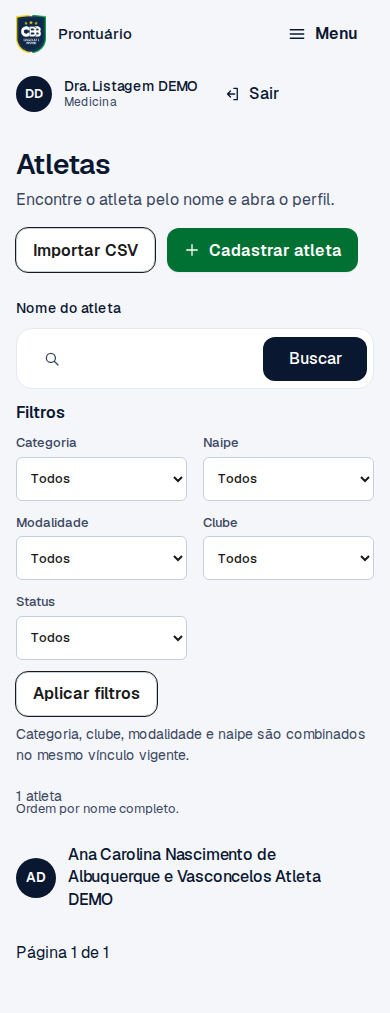 CBB
Prontuário
Menu
DD
Dra. Listagem DEMO
Medicina
Sair
Atletas
Encontre o atleta pelo nome e abra o perfil.
Importar CSV
Cadastrar atleta
Nome do atleta
Buscar
Filtros
Categoria
Naipe
Todos
Todos
Modalidade
Clube
Todos
Todos
Status
Todos
Aplicar filtros
Categoria, clube, modalidade e naipe são combinados
no mesmo vínculo vigente.
1 atleta
Ordem por nome completo.
AD
Ana Carolina Nascimento de
Albuquerque e Vasconcelos Atleta
DEMO
Página 1 de 1